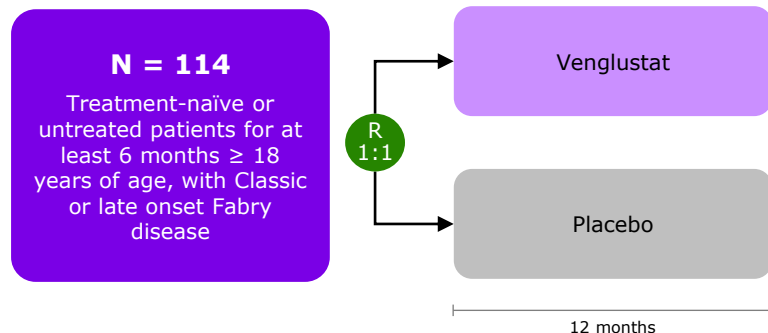 N = 114
Treatment-naïve or
untreated patients for at
least 6 months ≥ 18
years of age, with Classic
or late onset Fabry
disease
R
1:1
Venglustat
Placebo
12 months